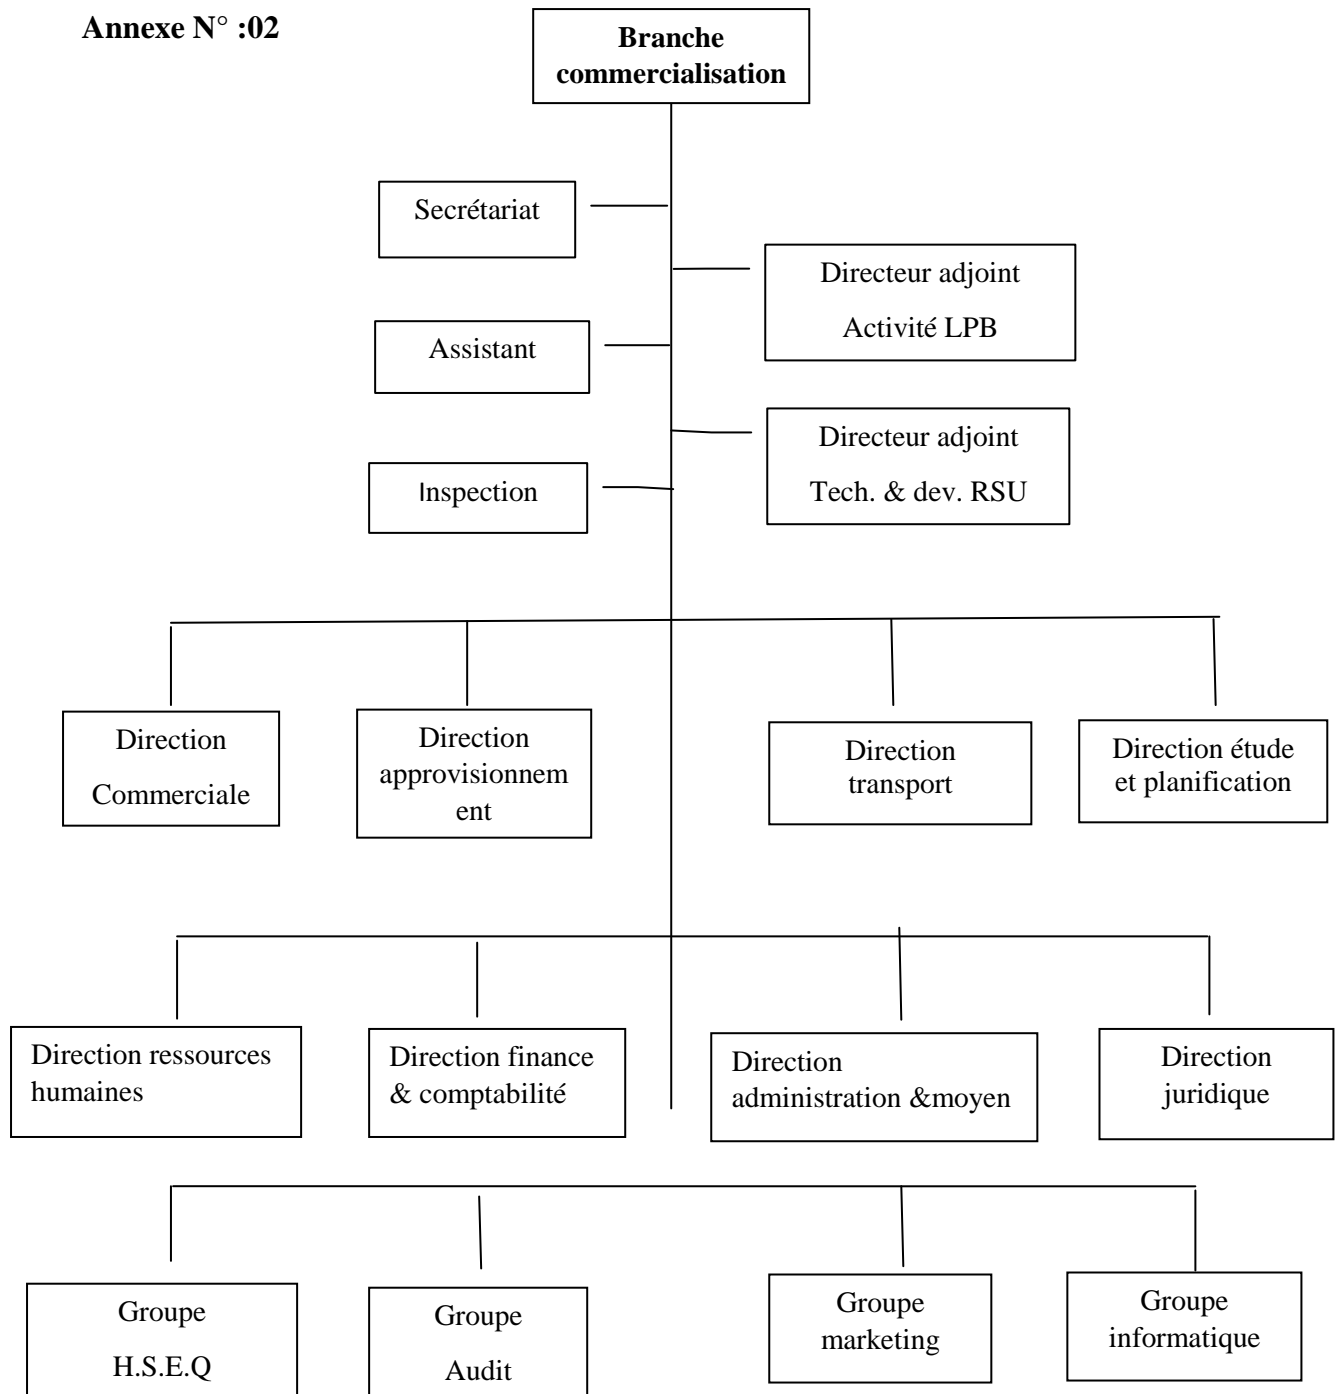 Annexe N° :02
Branche
commercialisation
Secrétariat
Directeur adjoint
Activité LPB
Assistant
Directeur adjoint
Tech. & dev. RSU
Inspection
Direction
Commerciale
Direction
approvisionnem
ent
Direction
transport
Direction étude
et planification
Direction ressources
humaines
Direction finance
& comptabilité
Direction
administration &moyen
Direction
juridique
Groupe
H.S.E.Q
Groupe
Audit
Groupe
marketing
Groupe
informatique